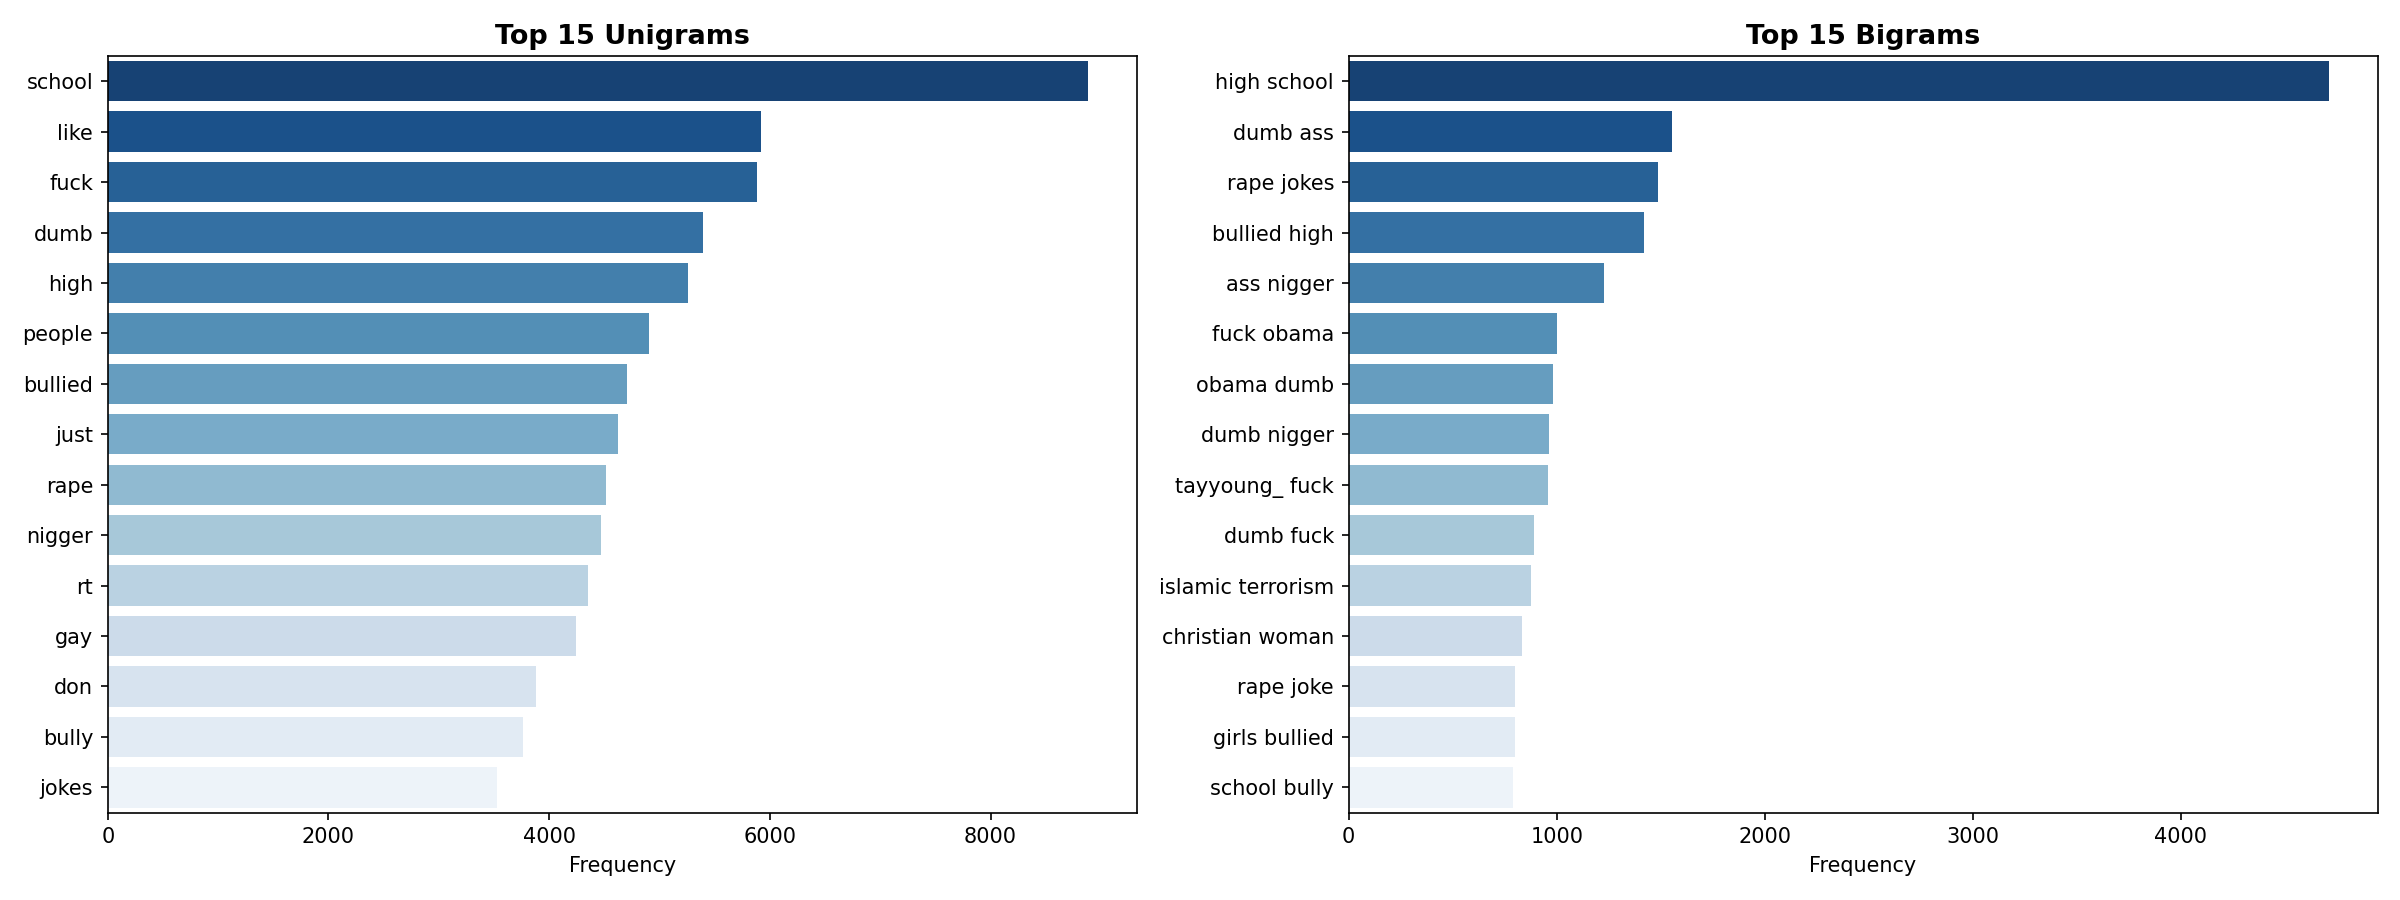 Top 15 Unigrams
school
like
fuck
dumb
high
people
bullied
just
rape
nigger
rt
gay
don
bully
jokes
0 2000 4000 6000 8000
Frequency
Top 15 Bigrams
high school
dumb ass
rape jokes
bullied high
ass nigger
fuck obama
obama dumb
dumb nigger
tayyoung_ fuck
dumb fuck
islamic terrorism
christian woman
rape joke
girls bullied
school bully
0 1000 2000 3000 4000
Frequency